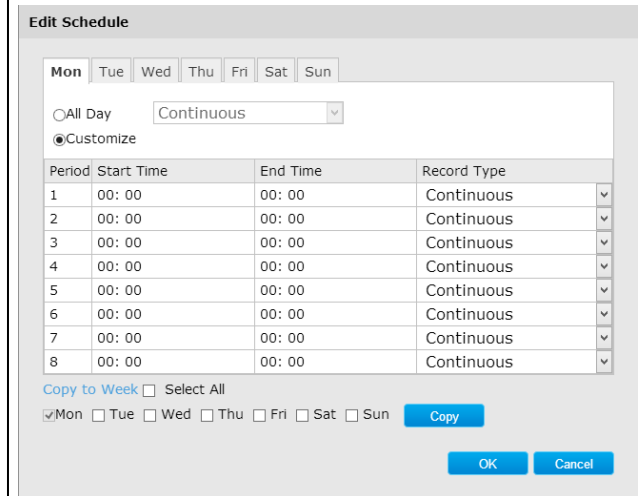 Edit Schedule
Mon Tue Wed Thu Fri Sat Sun
All Day Continuous
Customize
Period Start Time End Time Record Type
1 00: 00 00: 00 Continuous
2 00: 00 00: 00 Continuous
3 00: 00 00: 00 Continuous
4 00: 00 00: 00 Continuous
5 00: 00 00: 00 Continuous
6 00: 00 00: 00 Continuous
7 00: 00 00: 00 Continuous
8 00: 00 00: 00 Continuous
Copy to Week Select All
Mon Tue Wed Thu Fri Sat Sun Copy
OK Cancel